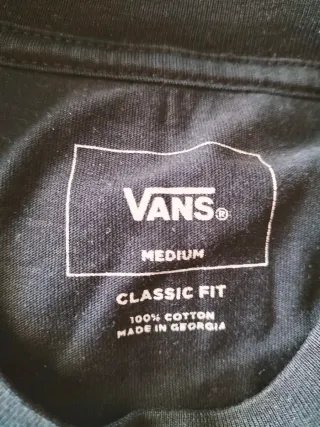 VANS®
MEDIUM
CLASSIC FIT
100% COTTON
MADE IN GEORGIA